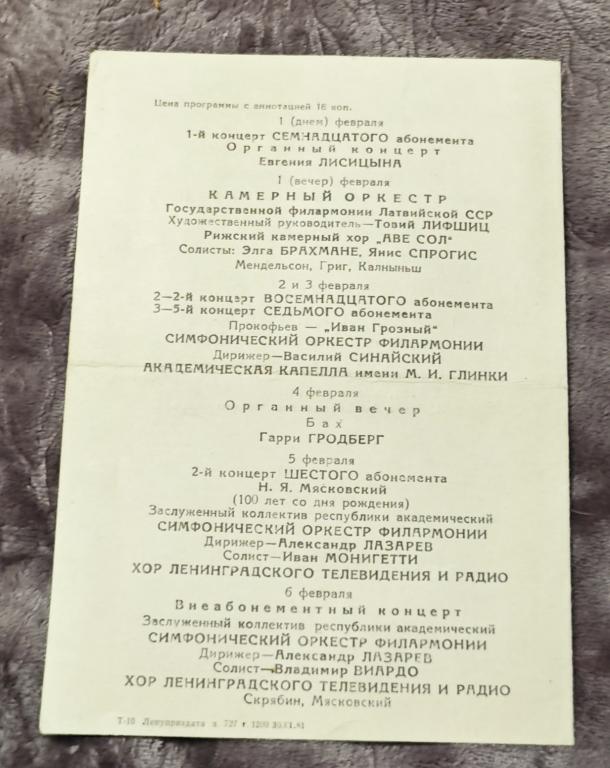 Цена программы с аннотацией 16 коп.
1 (днем) февраля
1-й концерт СЕМНАДЦАТОГО абонемента
Органный концерт
Евгения ЛИСИЦЫНА
1 (вечер) февраля
КАМЕРНЫЙ ОРКЕСТР
Государственной филармонии Латвийской ССР
Художественный руководитель—Товий ЛИФШИЦ
Рижский камерный хор „АВЕ СОЛ"
Солисты: Элга БРАХМАНЕ, Янис СПРОГИС
Мендельсон, Григ, Калныньш
2 и 3 февраля
2—2-й концерт ВОСЕМНАДЦАТОГО абонемента
3—5-й концерт СЕДЬМОГО абонемента
Прокофьев — „Иван Грозный"
СИМФОНИЧЕСКИЙ ОРКЕСТР ФИЛАРМОНИИ
Дирижер—Василий СИНАЙСКИЙ
АКАДЕМИЧЕСКАЯ КАПЕЛЛА имени М. И. ГЛИНКИ
4 февраля
Органный вечер
Бах
Гарри ГРОДБЕРГ
5 февраля
2-й концерт ШЕСТОГО абонемента
Н. Я. Мясковский
(100 лет со дня рождения)
Заслуженный коллектив республики академический
СИМФОНИЧЕСКИЙ ОРКЕСТР ФИЛАРМОНИИ
Дирижер—Александр ЛАЗАРЕВ
Солист—Иван МОНИГЕТТИ
ХОР ЛЕНИНГРАДСКОГО ТЕЛЕВИДЕНИЯ И РАДИО
6 февраля
Внеабонементный концерт
Заслуженный коллектив республики академический
СИМФОНИЧЕСКИЙ ОРКЕСТР ФИЛАРМОНИИ
Дирижер—Александр ЛАЗАРЕВ
Солист—Владимир ВИАРДО
ХОР ЛЕНИНГРАДСКОГО ТЕЛЕВИДЕНИЯ И РАДИО
Скрябин, Мясковский
Т-10 Ленуприздата з. 727 т. 1200